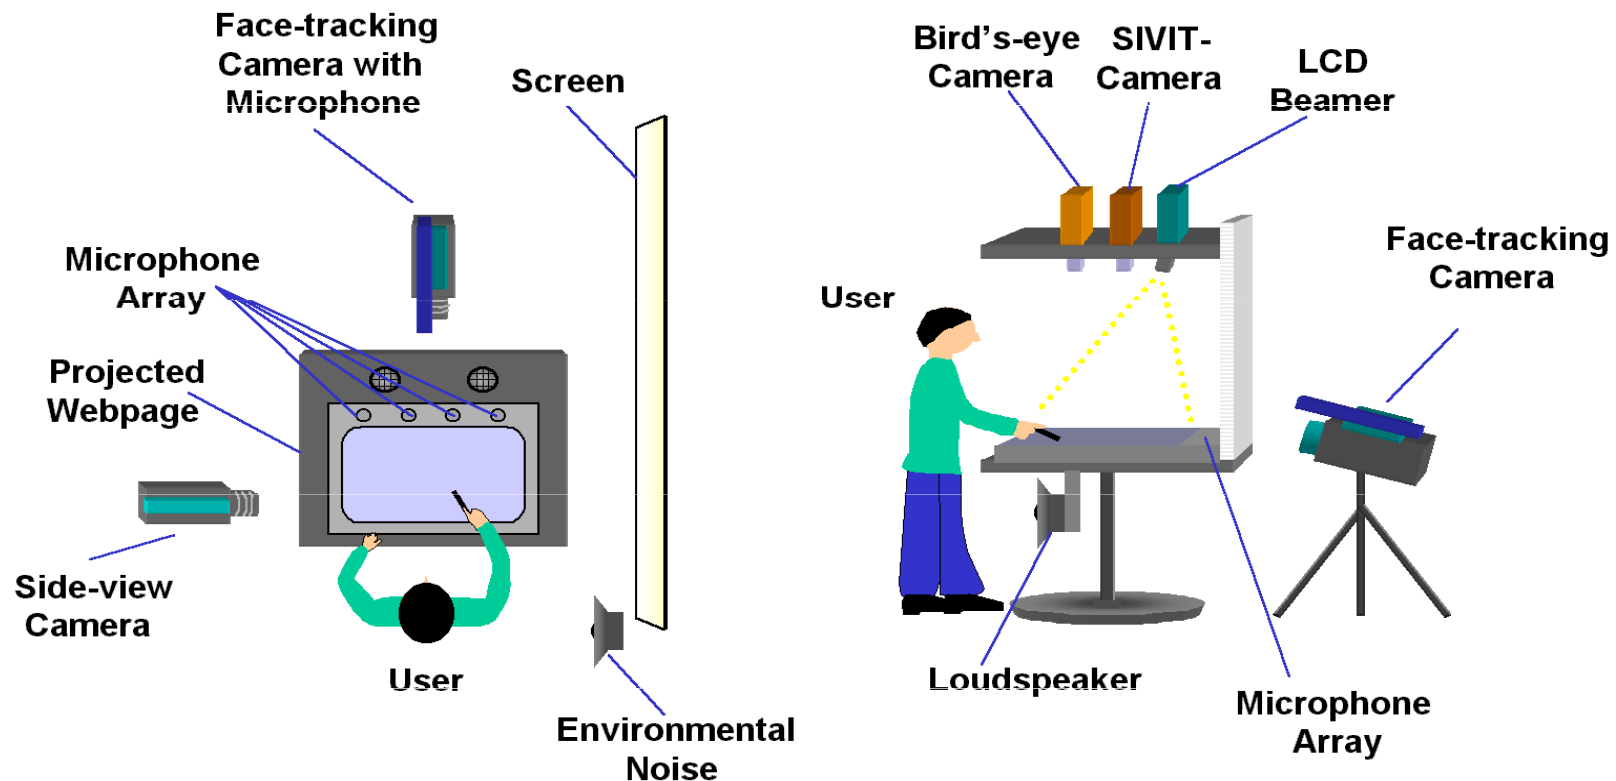 Face-tracking
Camera with
Microphone
Screen
Microphone
Array
Projected
Webpage
Side-view
Camera
User
Environmental
Noise
Bird's-eye
Camera
SIVIT-
Camera
LCD
Beamer
User
Face-tracking
Camera
Loudspeaker
Microphone
Array